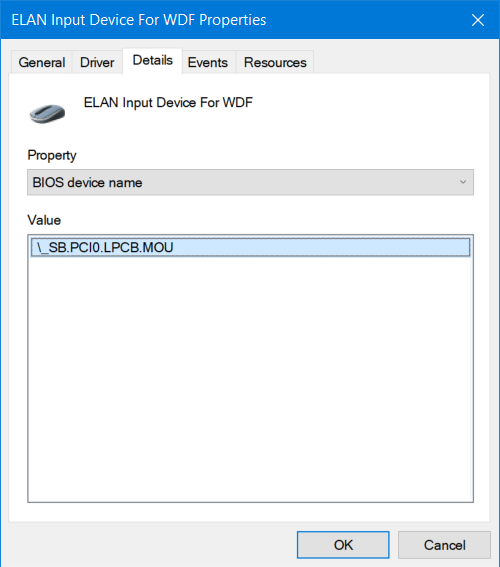 ELAN Input Device For WDF Properties
General Driver Details Events Resources
ELAN Input Device For WDF
Property
BIOS device name
Value
\_SB.PCI0.LPCB.MOU
OK Cancel